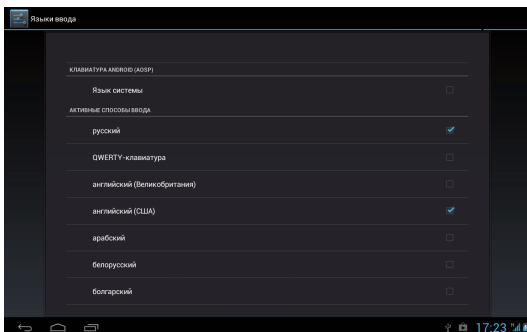 Языки ввода
КЛАВИАТУРА ANDROID (AOSP)
Язык системы
АКТИВНЫЕ СПОСОБЫ ВВОДА
русский
QWERTY-клавиатура
английский (Великобритания)
английский (США)
арабский
белорусский
болгарский
17:23